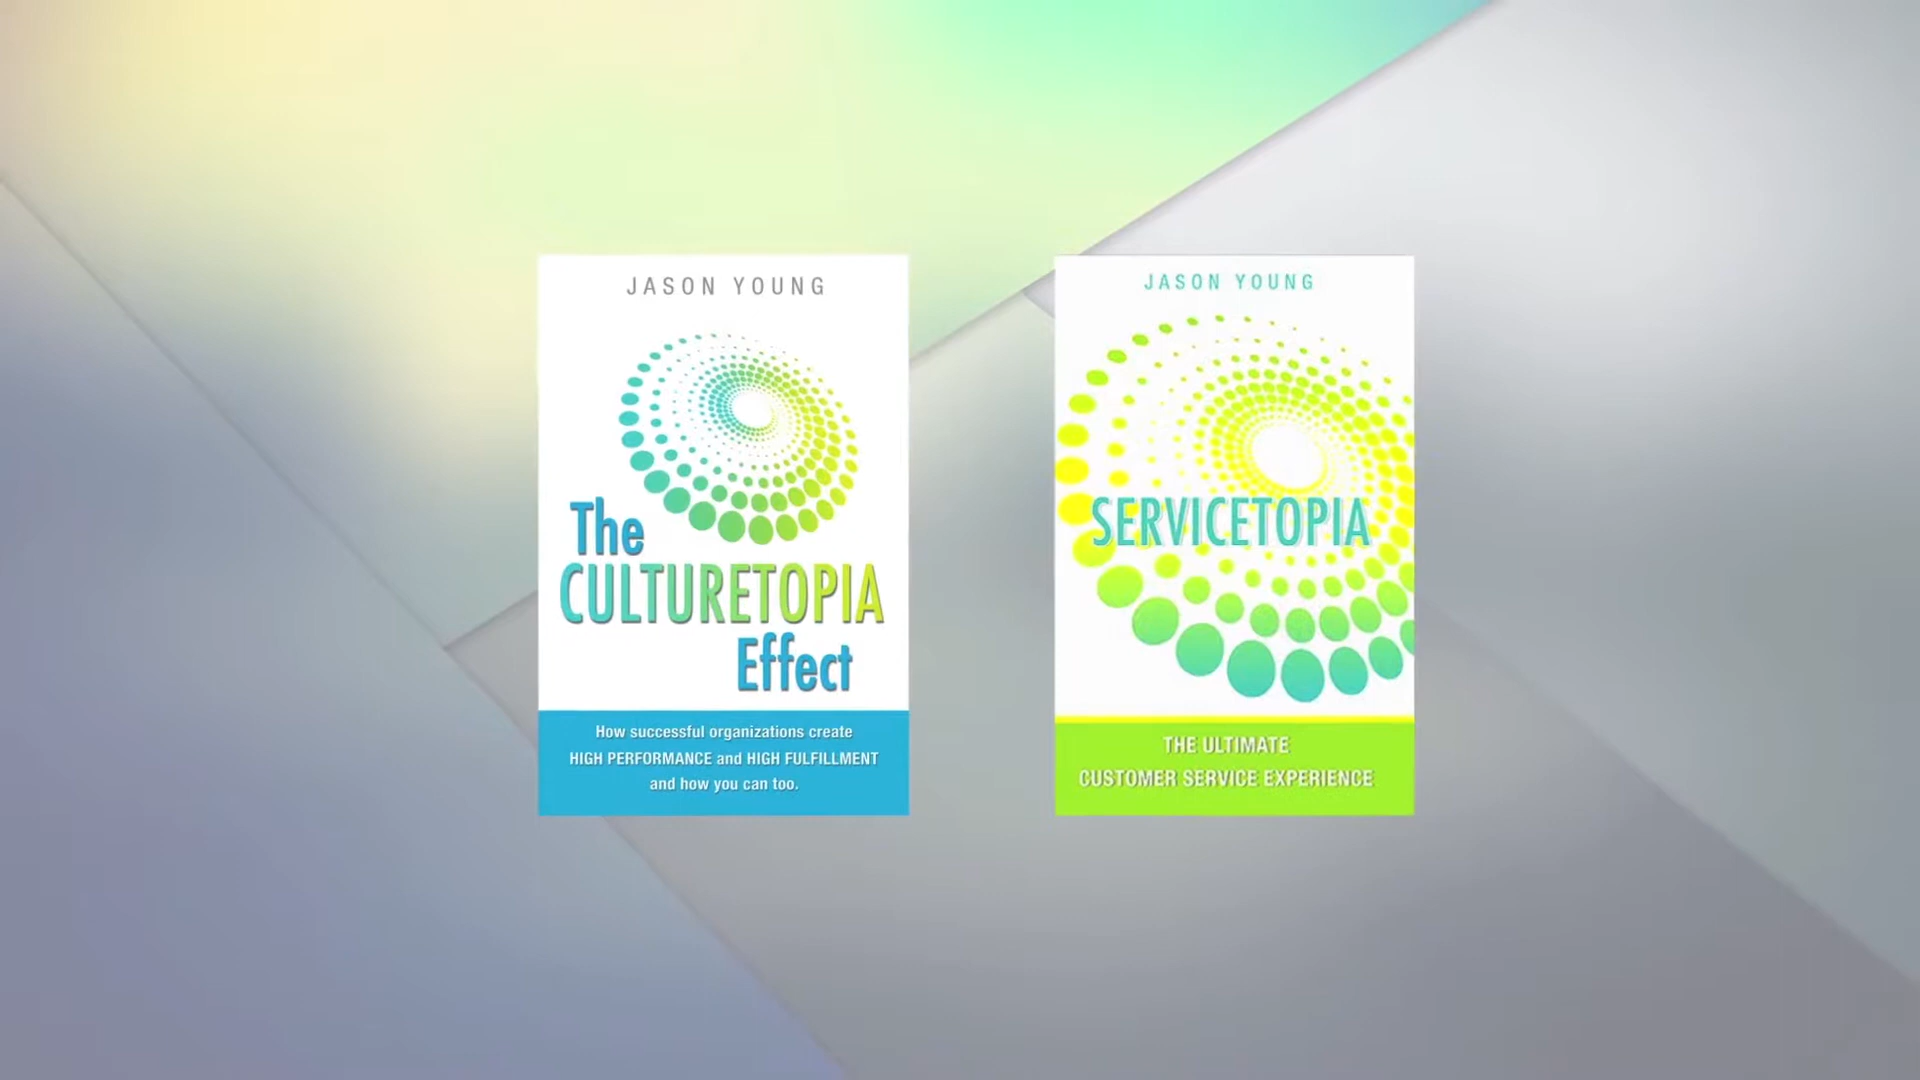 JASON YOUNG
The
CULTURETOPIA
Effect
How successful organizations create
HIGH PERFORMANCE and HIGH FULFILLMENT
and how you can too.
JASON YOUNG
SERVICETOPIA
THE ULTIMATE
CUSTOMER SERVICE EXPERIENCE